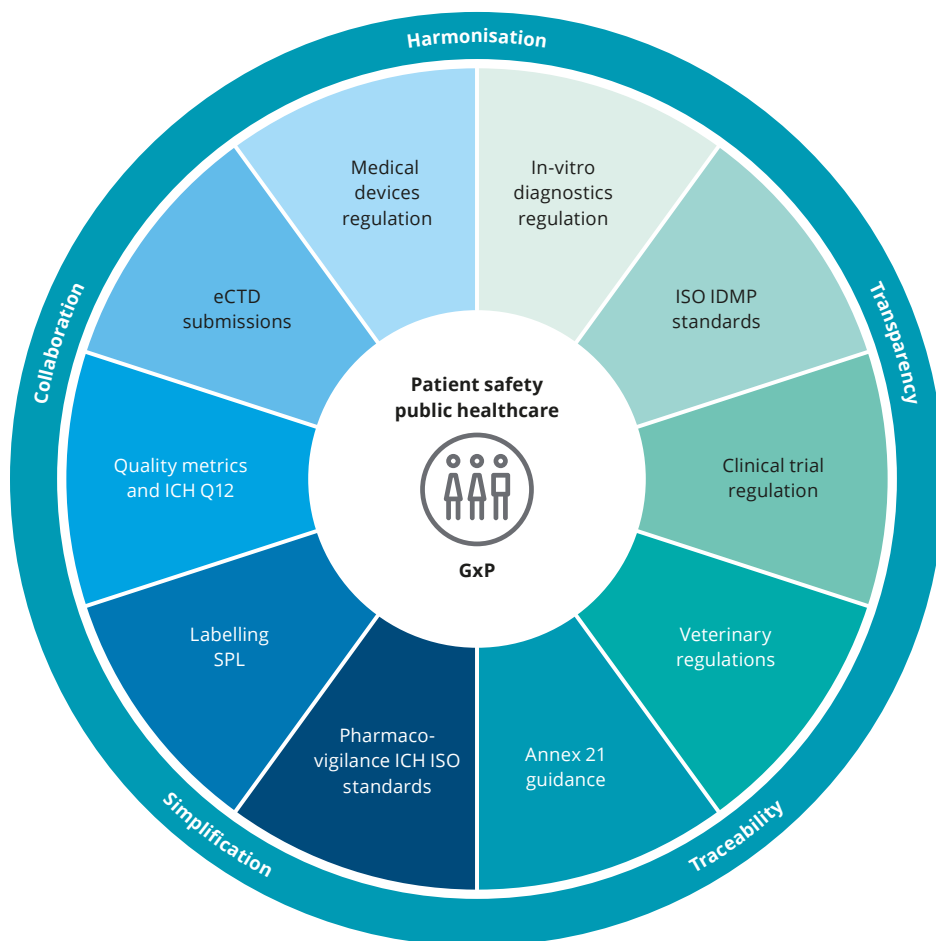 Harmonisation
Medical
devices
regulation
In-vitro
diagnostics
regulation
eCTD
submissions
ISO IDMP
standards
Collaboration
Transparency
Patient safety
public healthcare
Quality metrics
and ICH Q12
Clinical trial
regulation
GxP
Labelling
SPL
Veterinary
regulations
Pharmaco-
vigilance ICH ISO
standards
Annex 21
guidance
Simplification
Traceability